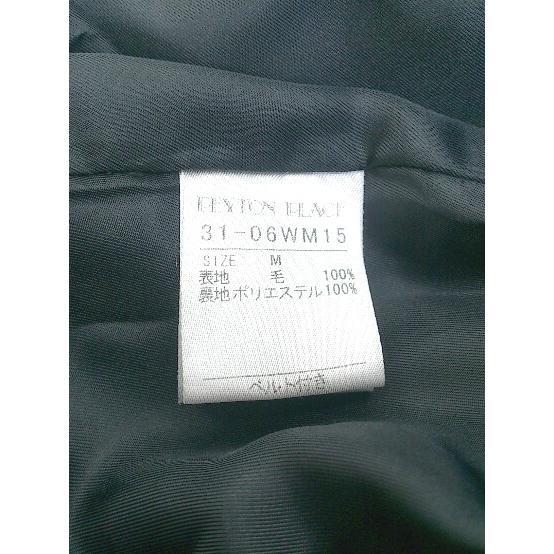 PEYTON PLACE
31-06WM15
SIZE M
表地 毛 100%
裏地ポリエステル100%
ベルト付き